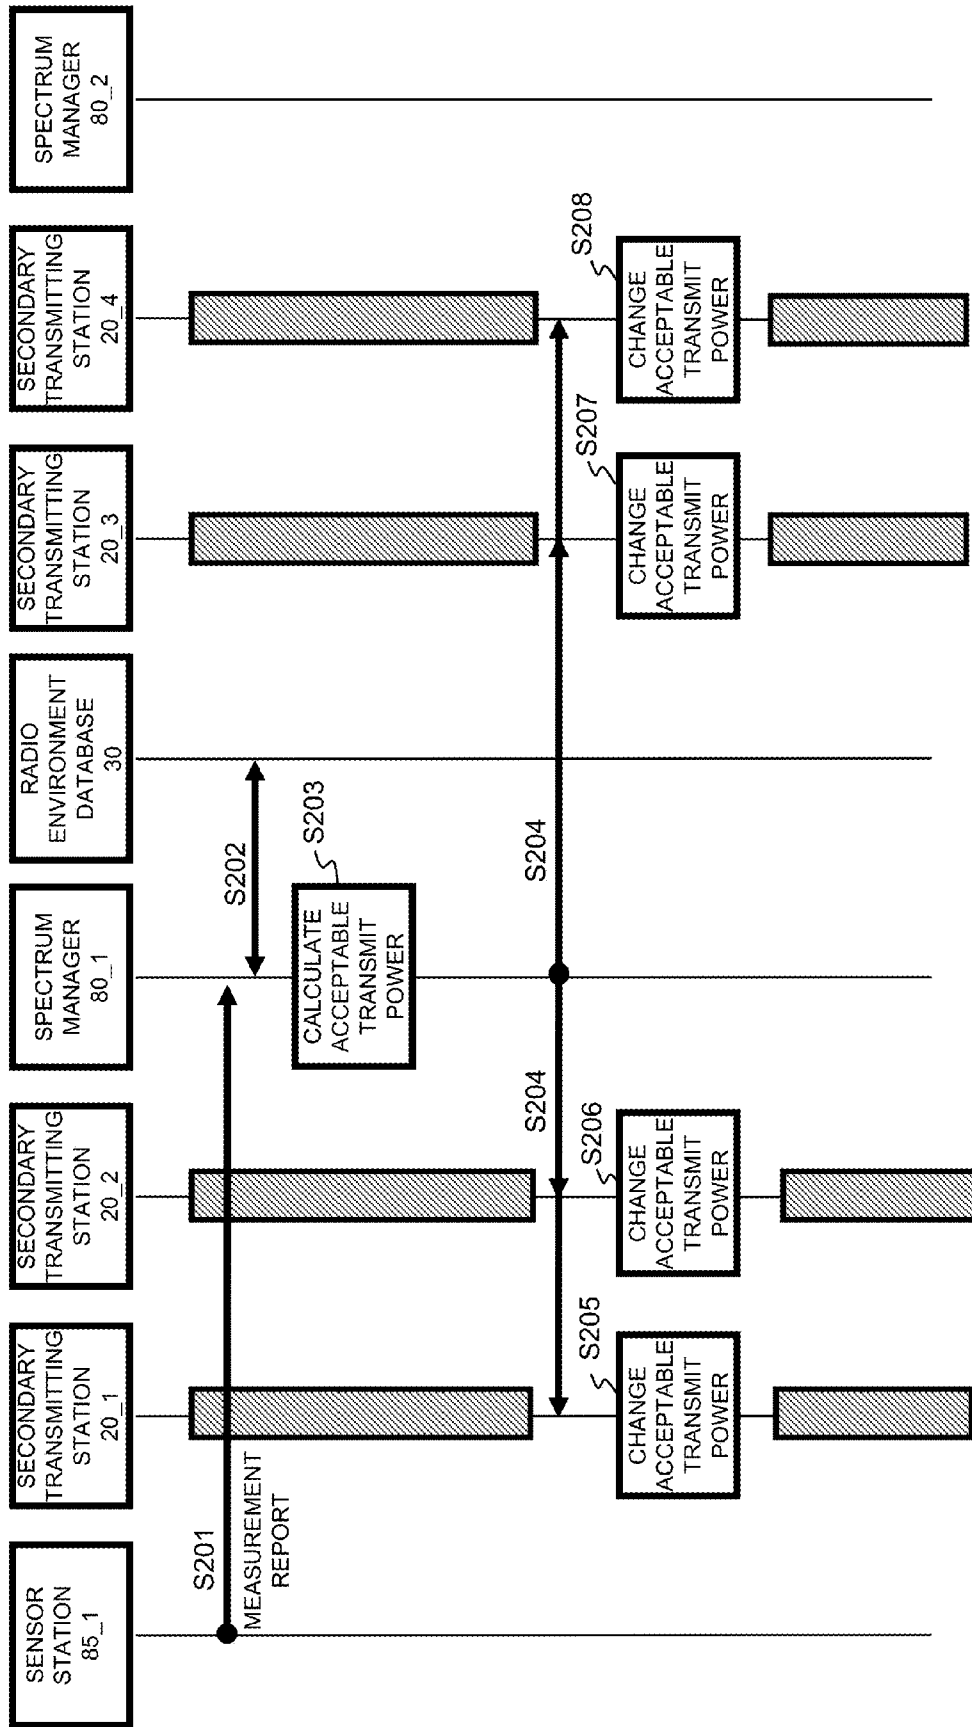 SENSOR
STATION
85_1
SECONDARY
TRANSMITTING
STATION
20_1
SECONDARY
TRANSMITTING
STATION
20_2
SPECTRUM
MANAGER
80_1
RADIO
ENVIRONMENT
DATABASE
30
SECONDARY
TRANSMITTING
STATION
20_3
SECONDARY
TRANSMITTING
STATION
20_4
SPECTRUM
MANAGER
80_2
S201
MEASUREMENT
REPORT
S202
S203
CALCULATE
ACCEPTABLE
TRANSMIT
POWER
S204
S204
S205
CHANGE
ACCEPTABLE
TRANSMIT
POWER
S206
CHANGE
ACCEPTABLE
TRANSMIT
POWER
S207
CHANGE
ACCEPTABLE
TRANSMIT
POWER
S208
CHANGE
ACCEPTABLE
TRANSMIT
POWER